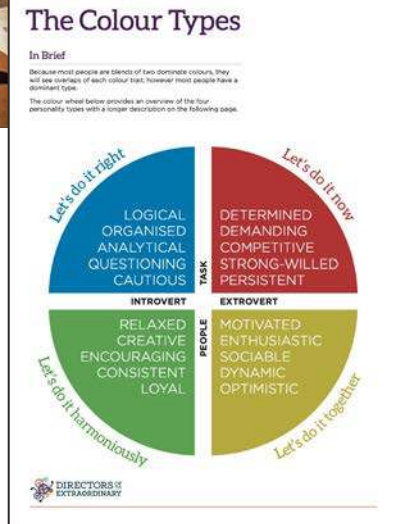 The Colour Types
In Brief
Because most people are blends of two dominate colours, they
will see overlaps of each colour trait, however most people have a
dominant type.
The colour wheel below provides an overview of the four
personality types with a longer description on the following page.
Let's do it right
LOGICAL
ORGANISED
ANALYTICAL
QUESTIONING
CAUTIOUS
Let's do it now
DETERMINED
DEMANDING
COMPETITIVE
STRONG-WILLED
PERSISTENT
TASK
INTROVERT
EXTROVERT
PEOPLE
RELAXED
CREATIVE
ENCOURAGING
CONSISTENT
LOYAL
Let's do it harmoniously
MOTIVATED
ENTHUSIASTIC
SOCIABLE
DYNAMIC
OPTIMISTIC
Let's do it together
DIRECTORS OF
EXTRAORDINARY